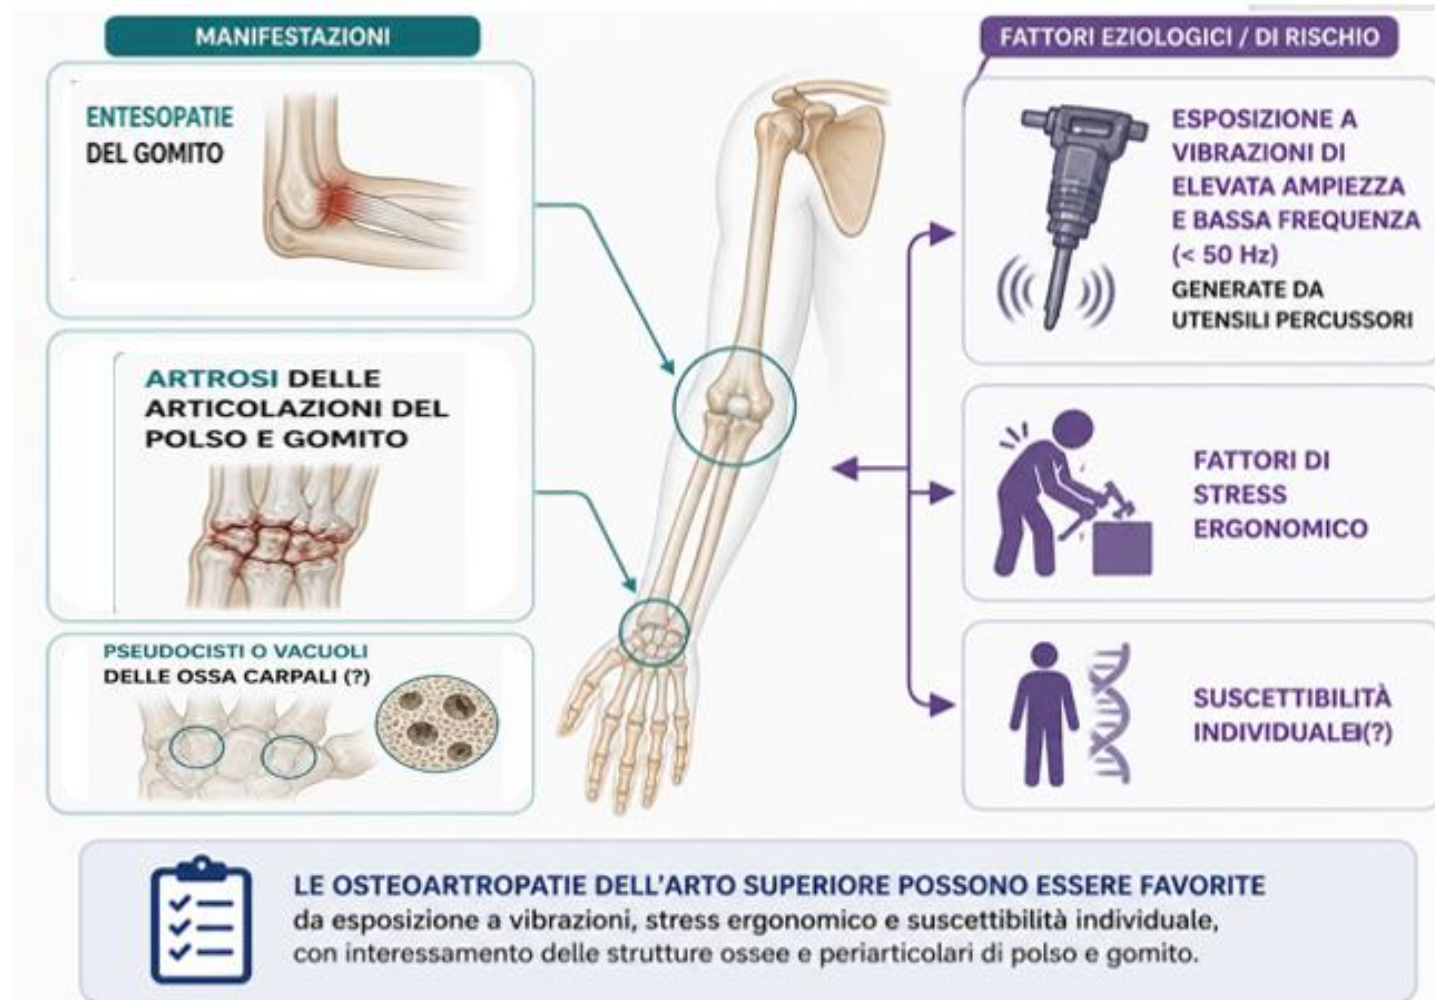 MANIFESTAZIONI
ENTESOPATIE
DEL GOMITO
ARTROSI DELLE
ARTICOLAZIONI DEL
POLSO E GOMITO
PSEUDOCISTI O VACUOLI
DELLE OSSA CARPALI (?)
FATTORI EZIOLOGICI / DI RISCHIO
ESPOSIZIONE A
VIBRAZIONI DI
ELEVATA AMPIEZZA
E BASSA FREQUENZA
(< 50 Hz)
GENERATE DA
UTENSILI PERCUSSORI
FATTORI DI
STRESS
ERGONOMICO
SUSCETTIBILITÀ
INDIVIDUALE(?)
LE OSTEOARTROPATIE DELL'ARTO SUPERIORE POSSONO ESSERE FAVORITE
da esposizione a vibrazioni, stress ergonomico e suscettibilità individuale,
con interessamento delle strutture ossee e periarticolari di polso e gomito.